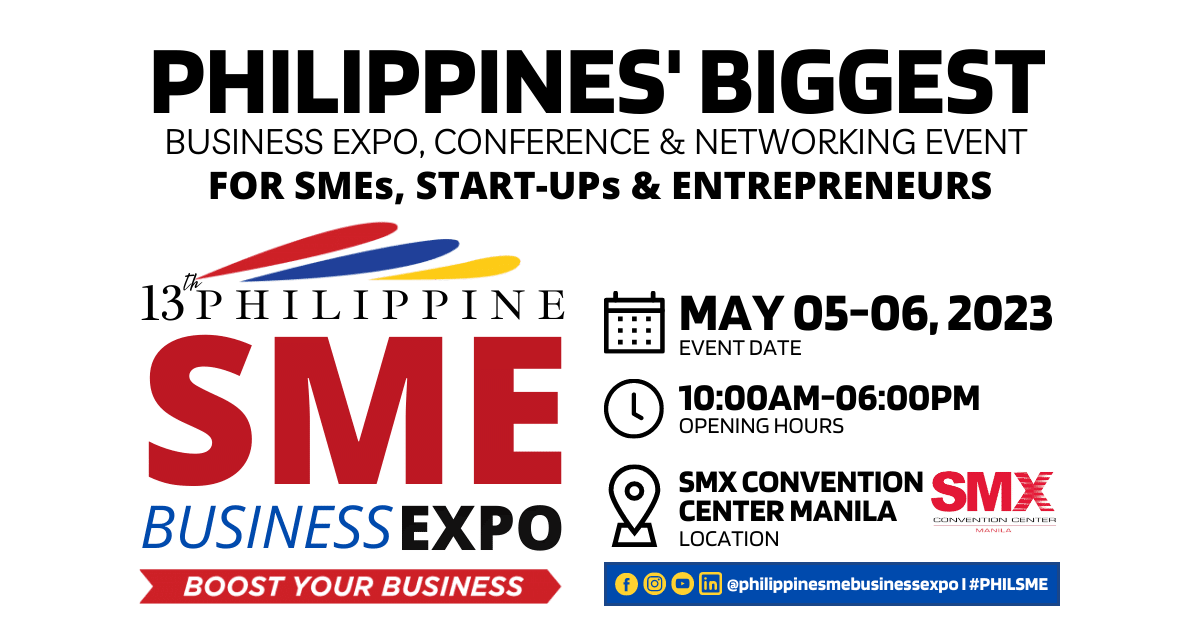 PHILIPPINES' BIGGEST
BUSINESS EXPO, CONFERENCE & NETWORKING EVENT
FOR SMEs, START-UPs & ENTREPRENEURS
13th PHILIPPINE
SME
BUSINESS EXPO
BOOST YOUR BUSINESS
MAY 05-06, 2023
EVENT DATE
10:00AM-06:00PM
OPENING HOURS
SMX CONVENTION
CENTER MANILA
LOCATION
SMX
CONVENTION CENTER
MANILA
@philippinesmebusinessexpo I #PHILSME